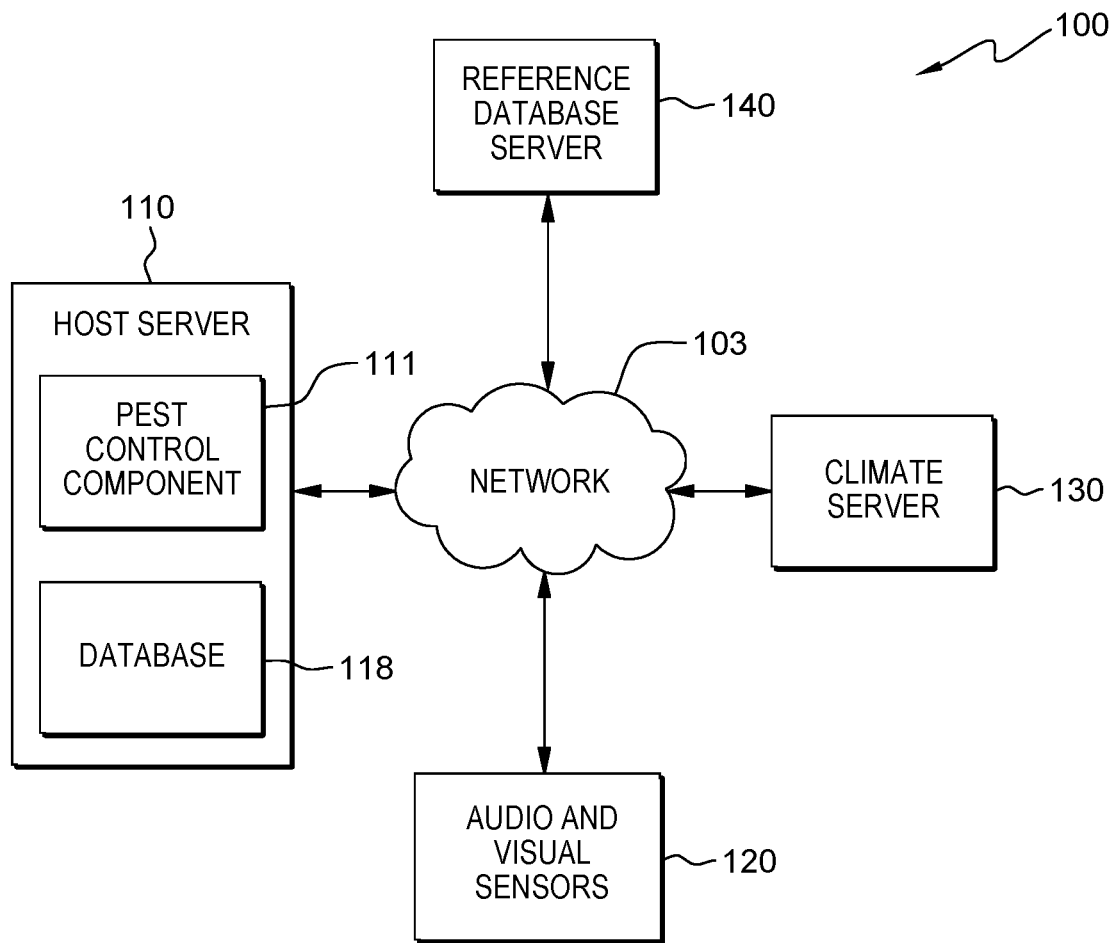 100
REFERENCE
DATABASE
SERVER
140
110
HOST SERVER
111
PEST
CONTROL
COMPONENT
103
NETWORK
CLIMATE
SERVER
130
DATABASE
118
AUDIO AND
VISUAL
SENSORS
120